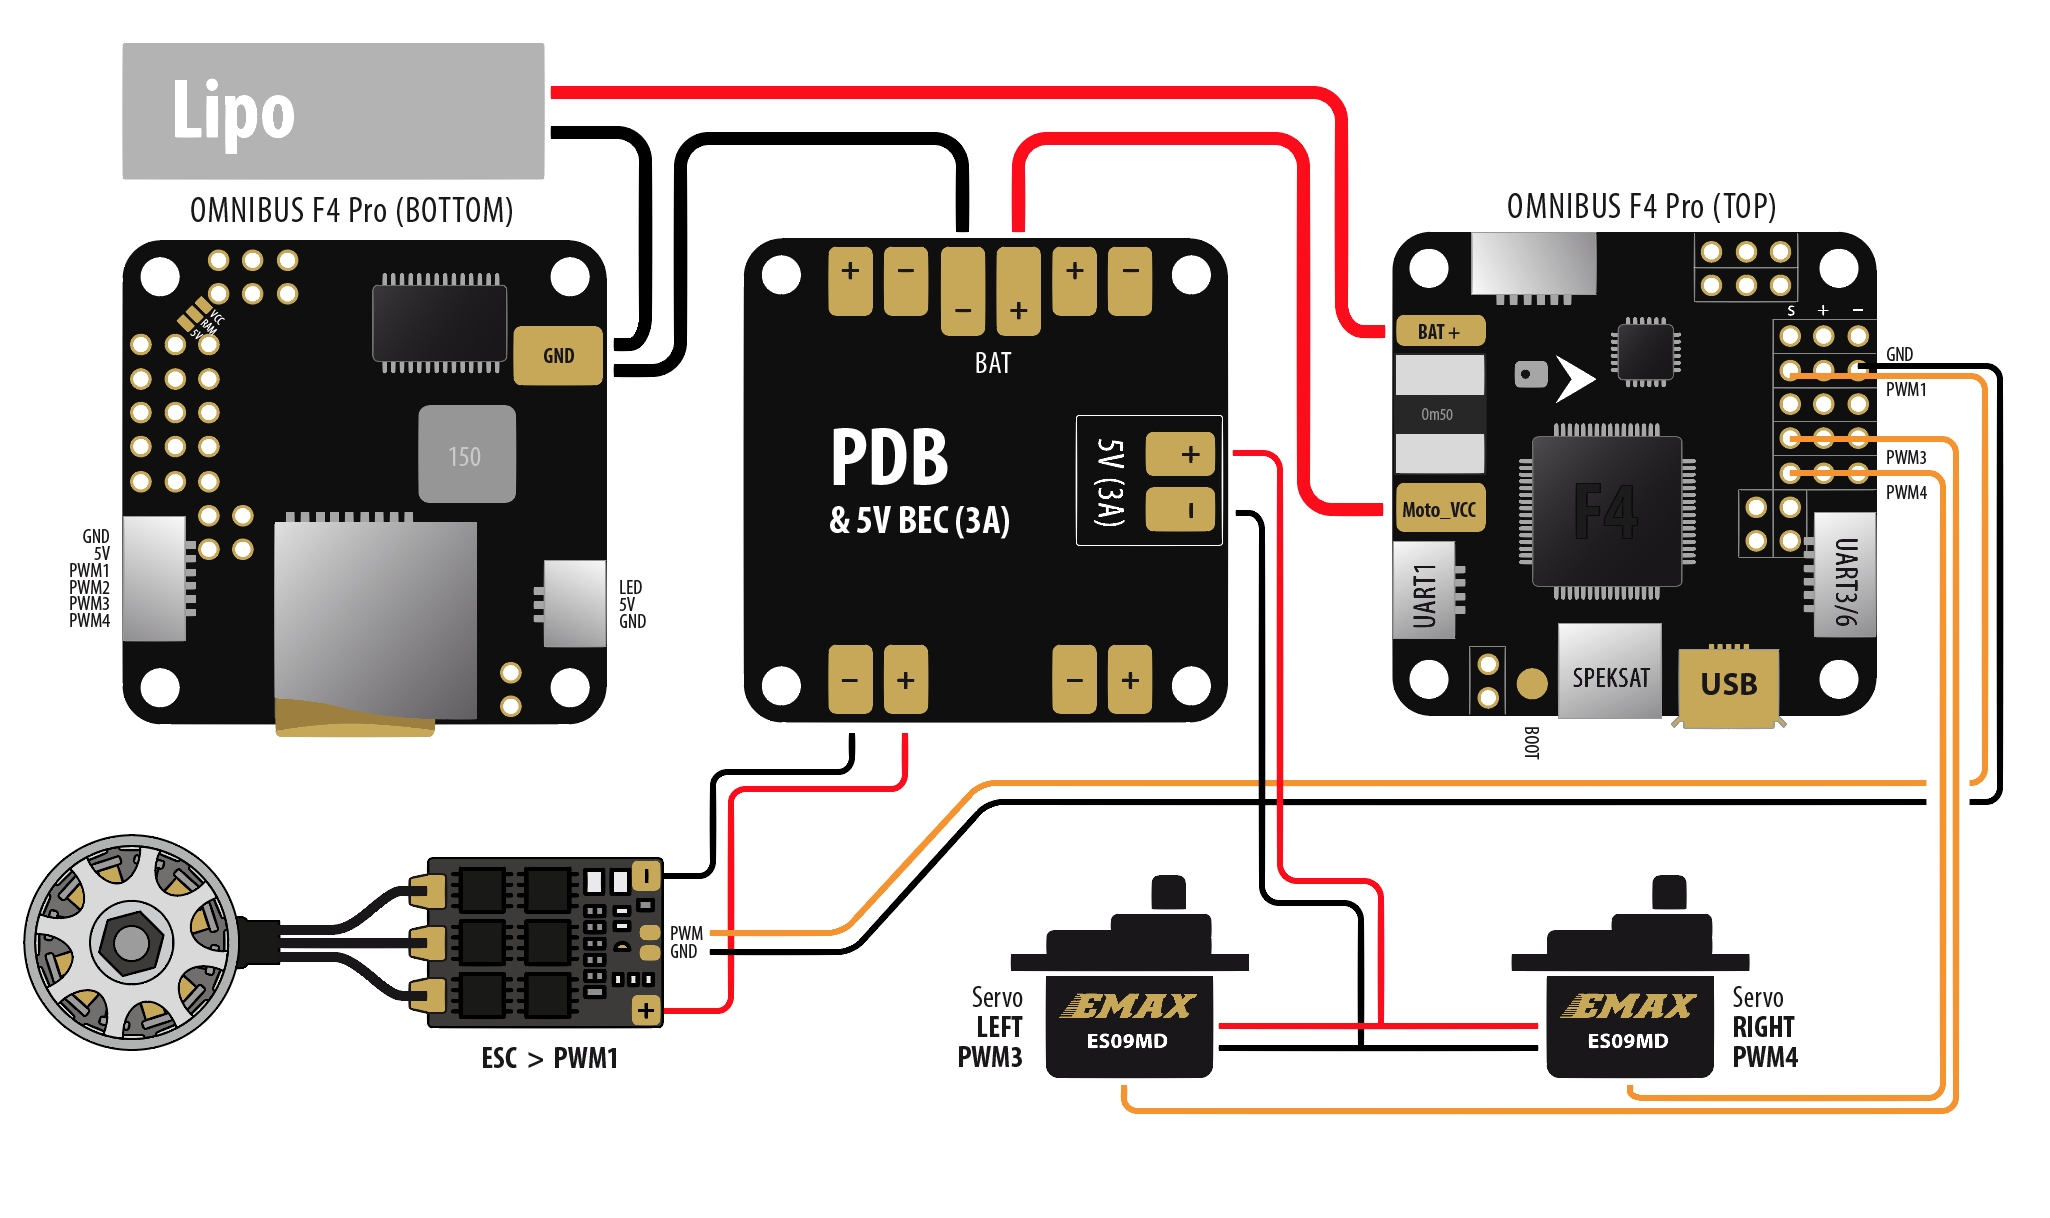 Lipo
OMNIBUS F4 Pro (BOTTOM)
VCC
RAM
5V
GND
150
GND
5V
PWM1
PWM2
PWM3
PWM4
LED
5V
GND
+ − − + + −
BAT
PDB
& 5V BEC (3A)
5V (3A)
+
−
− + − +
OMNIBUS F4 Pro (TOP)
S + −
BAT +
0m50
Moto_VCC
F4
GND
PWM1
PWM3
PWM4
UART1
UART3/6
SPEKSAT
USB
BOOT
−
PWM
GND
+
ESC > PWM1
Servo
LEFT
PWM3
EMAX
ES09MD
EMAX
ES09MD
Servo
RIGHT
PWM4